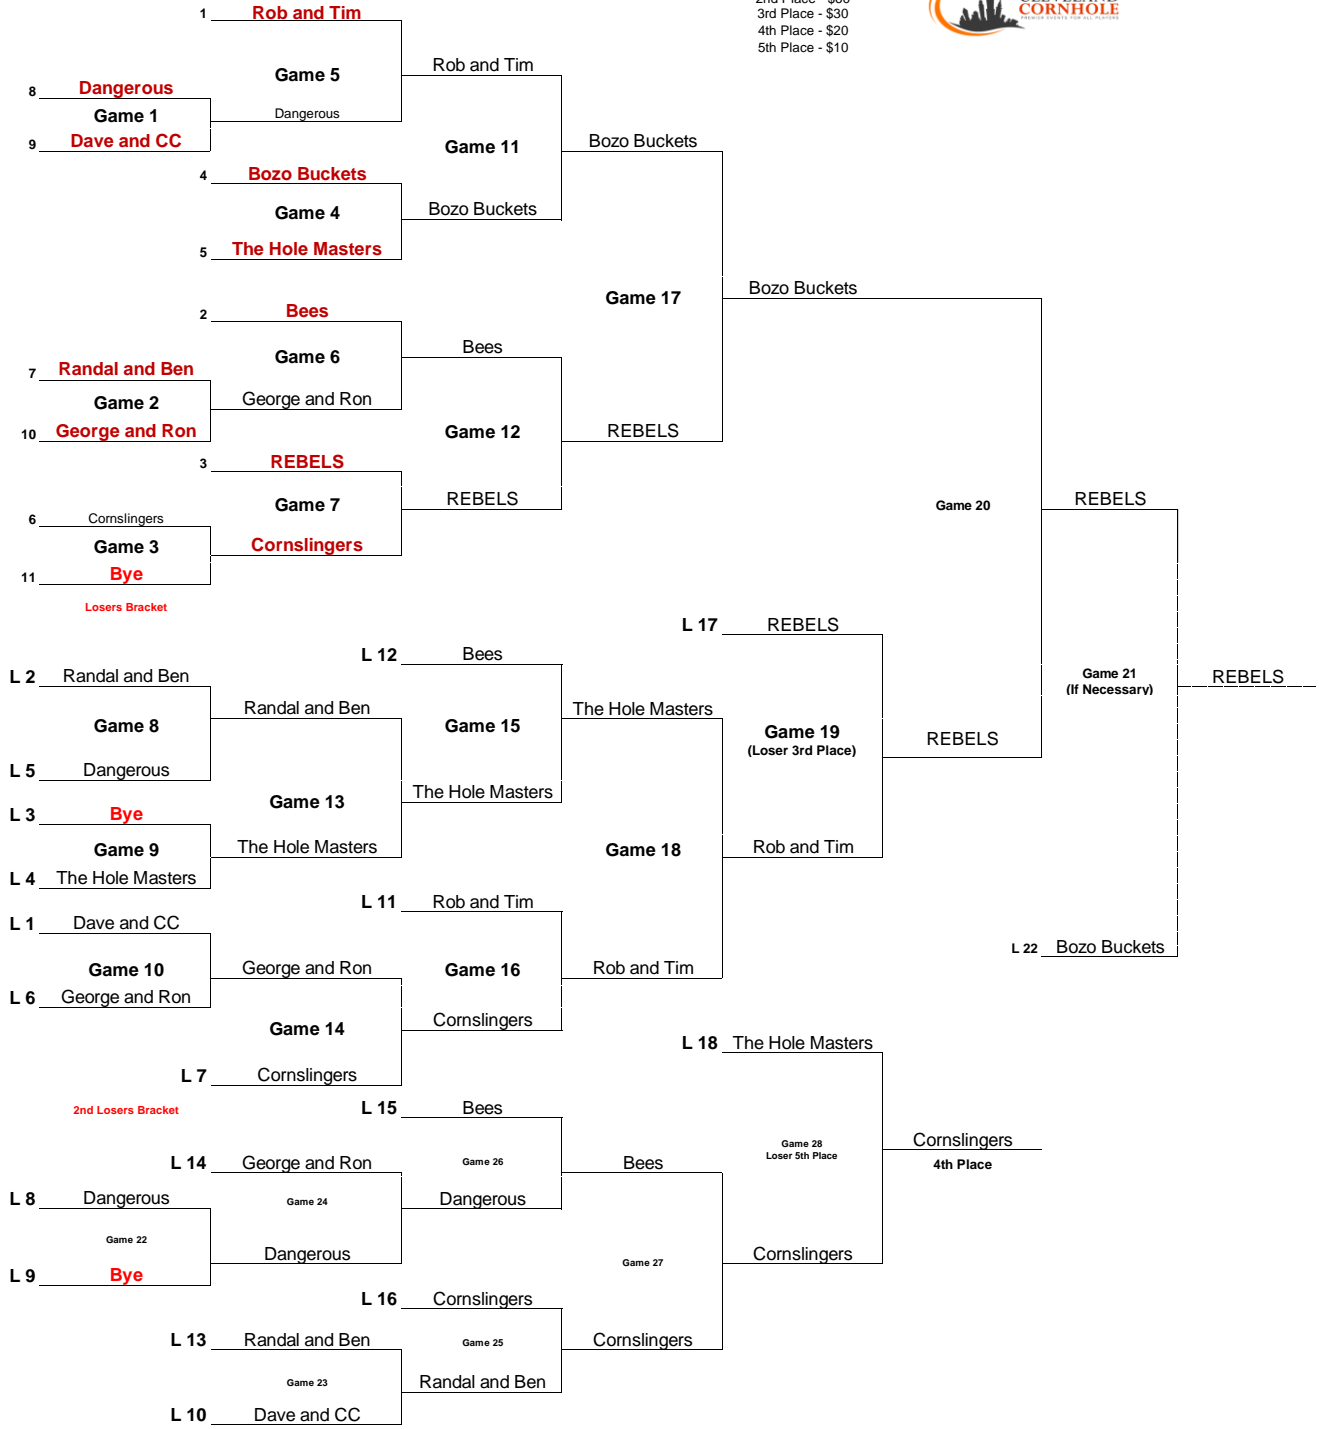 2nd Place - $60
3rd Place - $30
4th Place - $20
5th Place - $10
CLEVELAND
CORNHOLE
PREMIER EVENTS FOR ALL PLAYERS
1 Rob and Tim
Game 5
Rob and Tim
8 Dangerous
Game 1
Dangerous
9 Dave and CC
Game 11
Bozo Buckets
4 Bozo Buckets
Game 4
Bozo Buckets
5 The Hole Masters
Game 17
Bozo Buckets
2 Bees
Game 6
Bees
7 Randal and Ben
Game 2
George and Ron
10 George and Ron
Game 12
REBELS
3 REBELS
Game 7
REBELS
6 Cornslingers
Game 3
Cornslingers
11 Bye
Game 20
REBELS
Losers Bracket
L 17 REBELS
L 12 Bees
L 2 Randal and Ben
Game 8
Randal and Ben
L 5 Dangerous
Game 15
The Hole Masters
Game 19
(Loser 3rd Place)
REBELS
Game 21
(If Necessary)
REBELS
Game 13
The Hole Masters
L 3 Bye
Game 9
The Hole Masters
L 4 The Hole Masters
Game 18
Rob and Tim
L 11 Rob and Tim
L 1 Dave and CC
Game 10
George and Ron
L 6 George and Ron
Game 16
Rob and Tim
L 22 Bozo Buckets
Game 14
Cornslingers
L 7 Cornslingers
L 18 The Hole Masters
2nd Losers Bracket
L 15 Bees
Game 26
Bees
Game 28
Loser 5th Place
Cornslingers
4th Place
L 14 George and Ron
Game 24
Dangerous
L 8 Dangerous
Game 22
Dangerous
L 9 Bye
Game 27
Cornslingers
L 16 Cornslingers
Game 25
Cornslingers
L 13 Randal and Ben
Game 23
Randal and Ben
L 10 Dave and CC